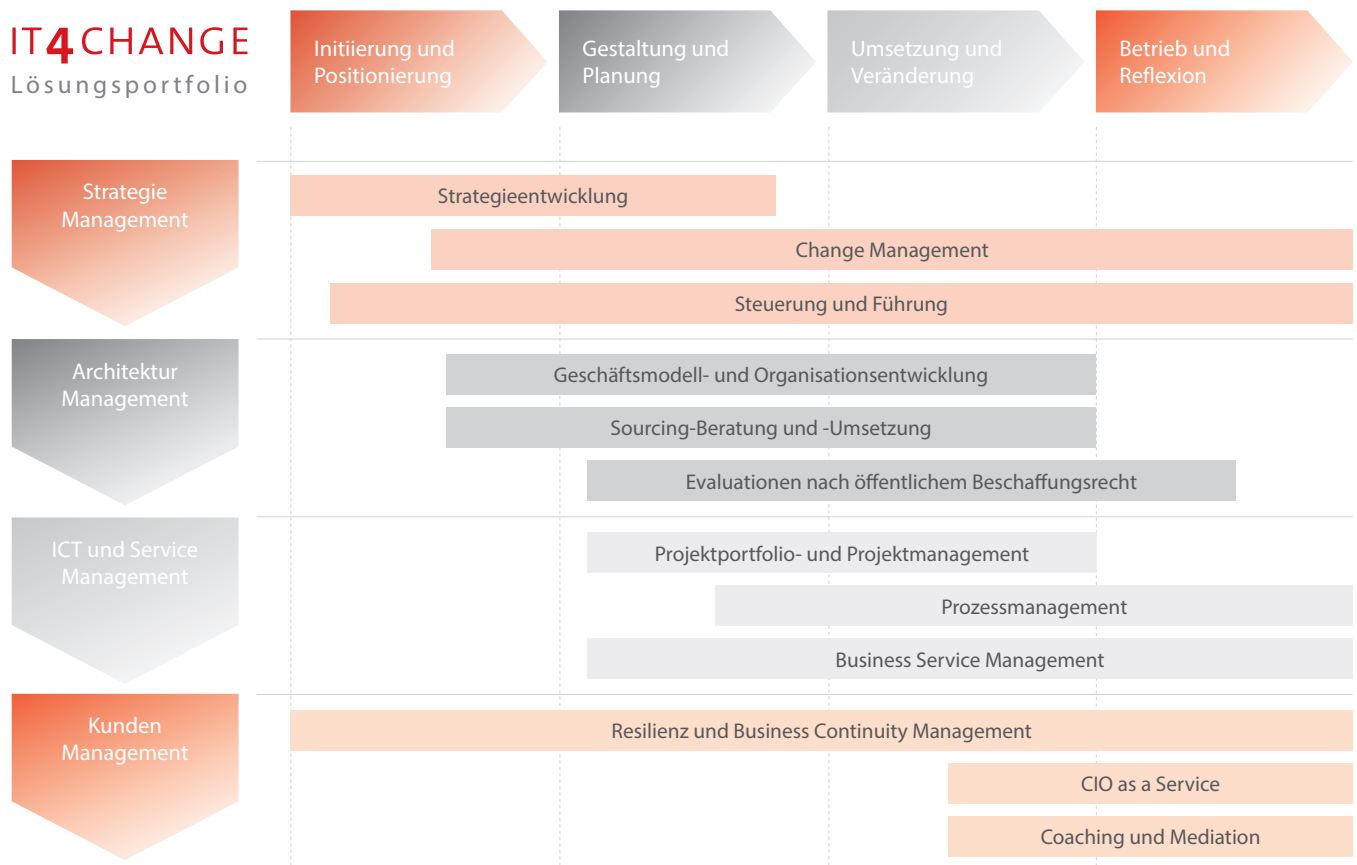 IT4CHANGE
Lösungsportfolio
Initiierung und
Positionierung
Gestaltung und
Planung
Umsetzung und
Veränderung
Betrieb und
Reflexion
Strategie
Management
Strategieentwicklung
Change Management
Steuerung und Führung
Architektur
Management
Geschäftsmodell- und Organisationsentwicklung
Sourcing-Beratung und -Umsetzung
Evaluationen nach öffentlichem Beschaffungsrecht
ICT und Service
Management
Projektportfolio- und Projektmanagement
Prozessmanagement
Business Service Management
Kunden
Management
Resilienz und Business Continuity Management
CIO as a Service
Coaching und Mediation